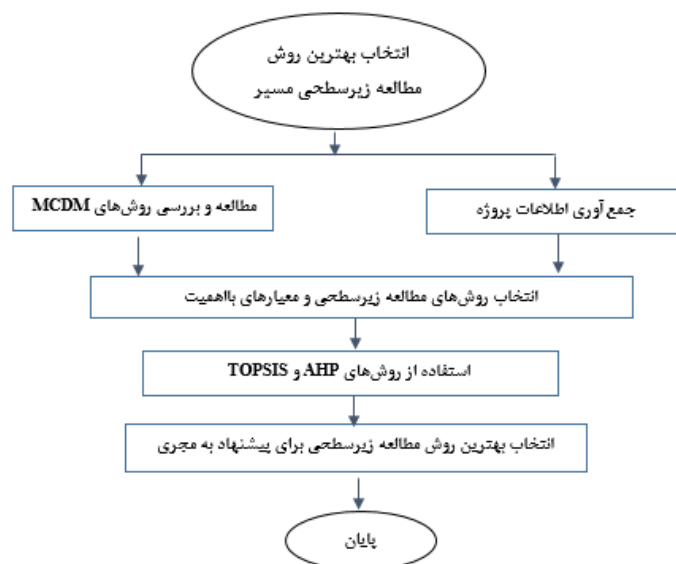 انتخاب بهترین روش
مطالعه زیرسطحی مسیر
جمع آوری اطلاعات پروژه
مطالعه و بررسی روش‌های MCDM
انتخاب روش‌های مطالعه زیرسطحی و معیارهای بااهمیت
استفاده از روش‌های AHP و TOPSIS
انتخاب بهترین روش مطالعه زیرسطحی برای پیشنهاد به مجری
پایان